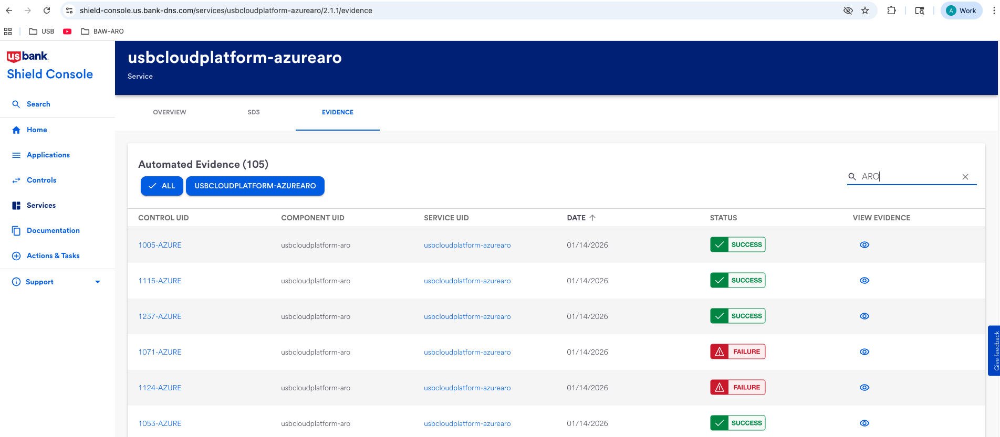 shield-console.us.bank-dns.com/services/usbcloudplatform-azurearo/2.1.1/evidence
A Work
USB
BAW-ARO
usbank
Shield Console
Search
Home
Applications
Controls
Services
Documentation
Actions & Tasks
Support
usbcloudplatform-azurearo
Service
OVERVIEW SD3 EVIDENCE
Automated Evidence (105)
ALL USBCLOUDPLATFORM-AZUREARO
ARO
CONTROL UID COMPONENT UID SERVICE UID DATE STATUS VIEW EVIDENCE
1005-AZURE usbcloudplatform-aro usbcloudplatform-azurearo 01/14/2026 SUCCESS
1115-AZURE usbcloudplatform-aro usbcloudplatform-azurearo 01/14/2026 SUCCESS
1237-AZURE usbcloudplatform-aro usbcloudplatform-azurearo 01/14/2026 SUCCESS
1071-AZURE usbcloudplatform-aro usbcloudplatform-azurearo 01/14/2026 FAILURE
1124-AZURE usbcloudplatform-aro usbcloudplatform-azurearo 01/14/2026 FAILURE
1053-AZURE usbcloudplatform-aro usbcloudplatform-azurearo 01/14/2026 SUCCESS
Give feedback